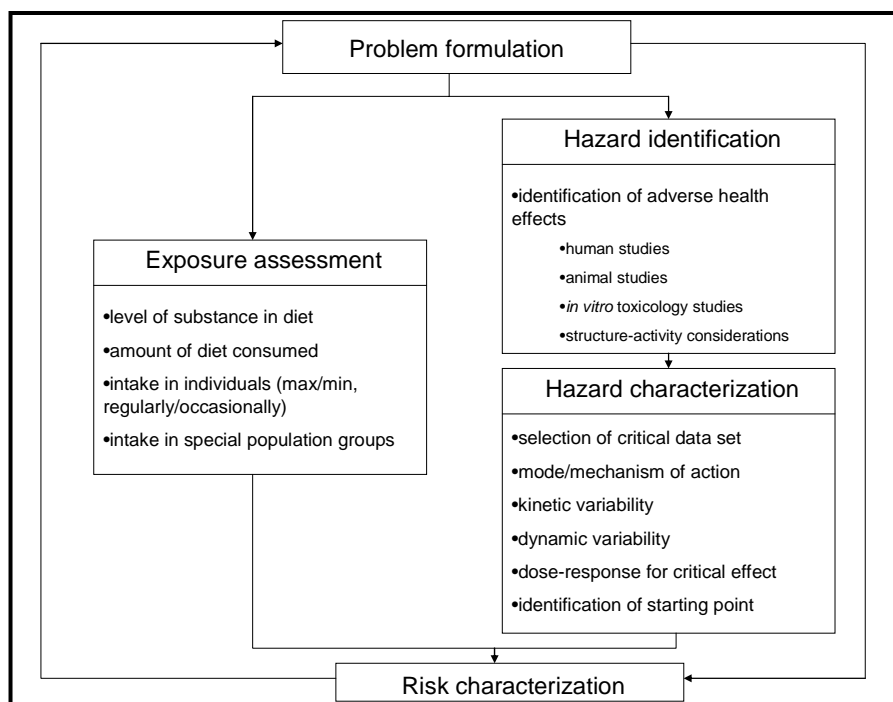 Problem formulation
Hazard identification
•identification of adverse health
effects
•human studies
•animal studies
•in vitro toxicology studies
•structure-activity considerations
Exposure assessment
•level of substance in diet
•amount of diet consumed
•intake in individuals (max/min,
regularly/occasionally)
•intake in special population groups
Hazard characterization
•selection of critical data set
•mode/mechanism of action
•kinetic variability
•dynamic variability
•dose-response for critical effect
•identification of starting point
Risk characterization